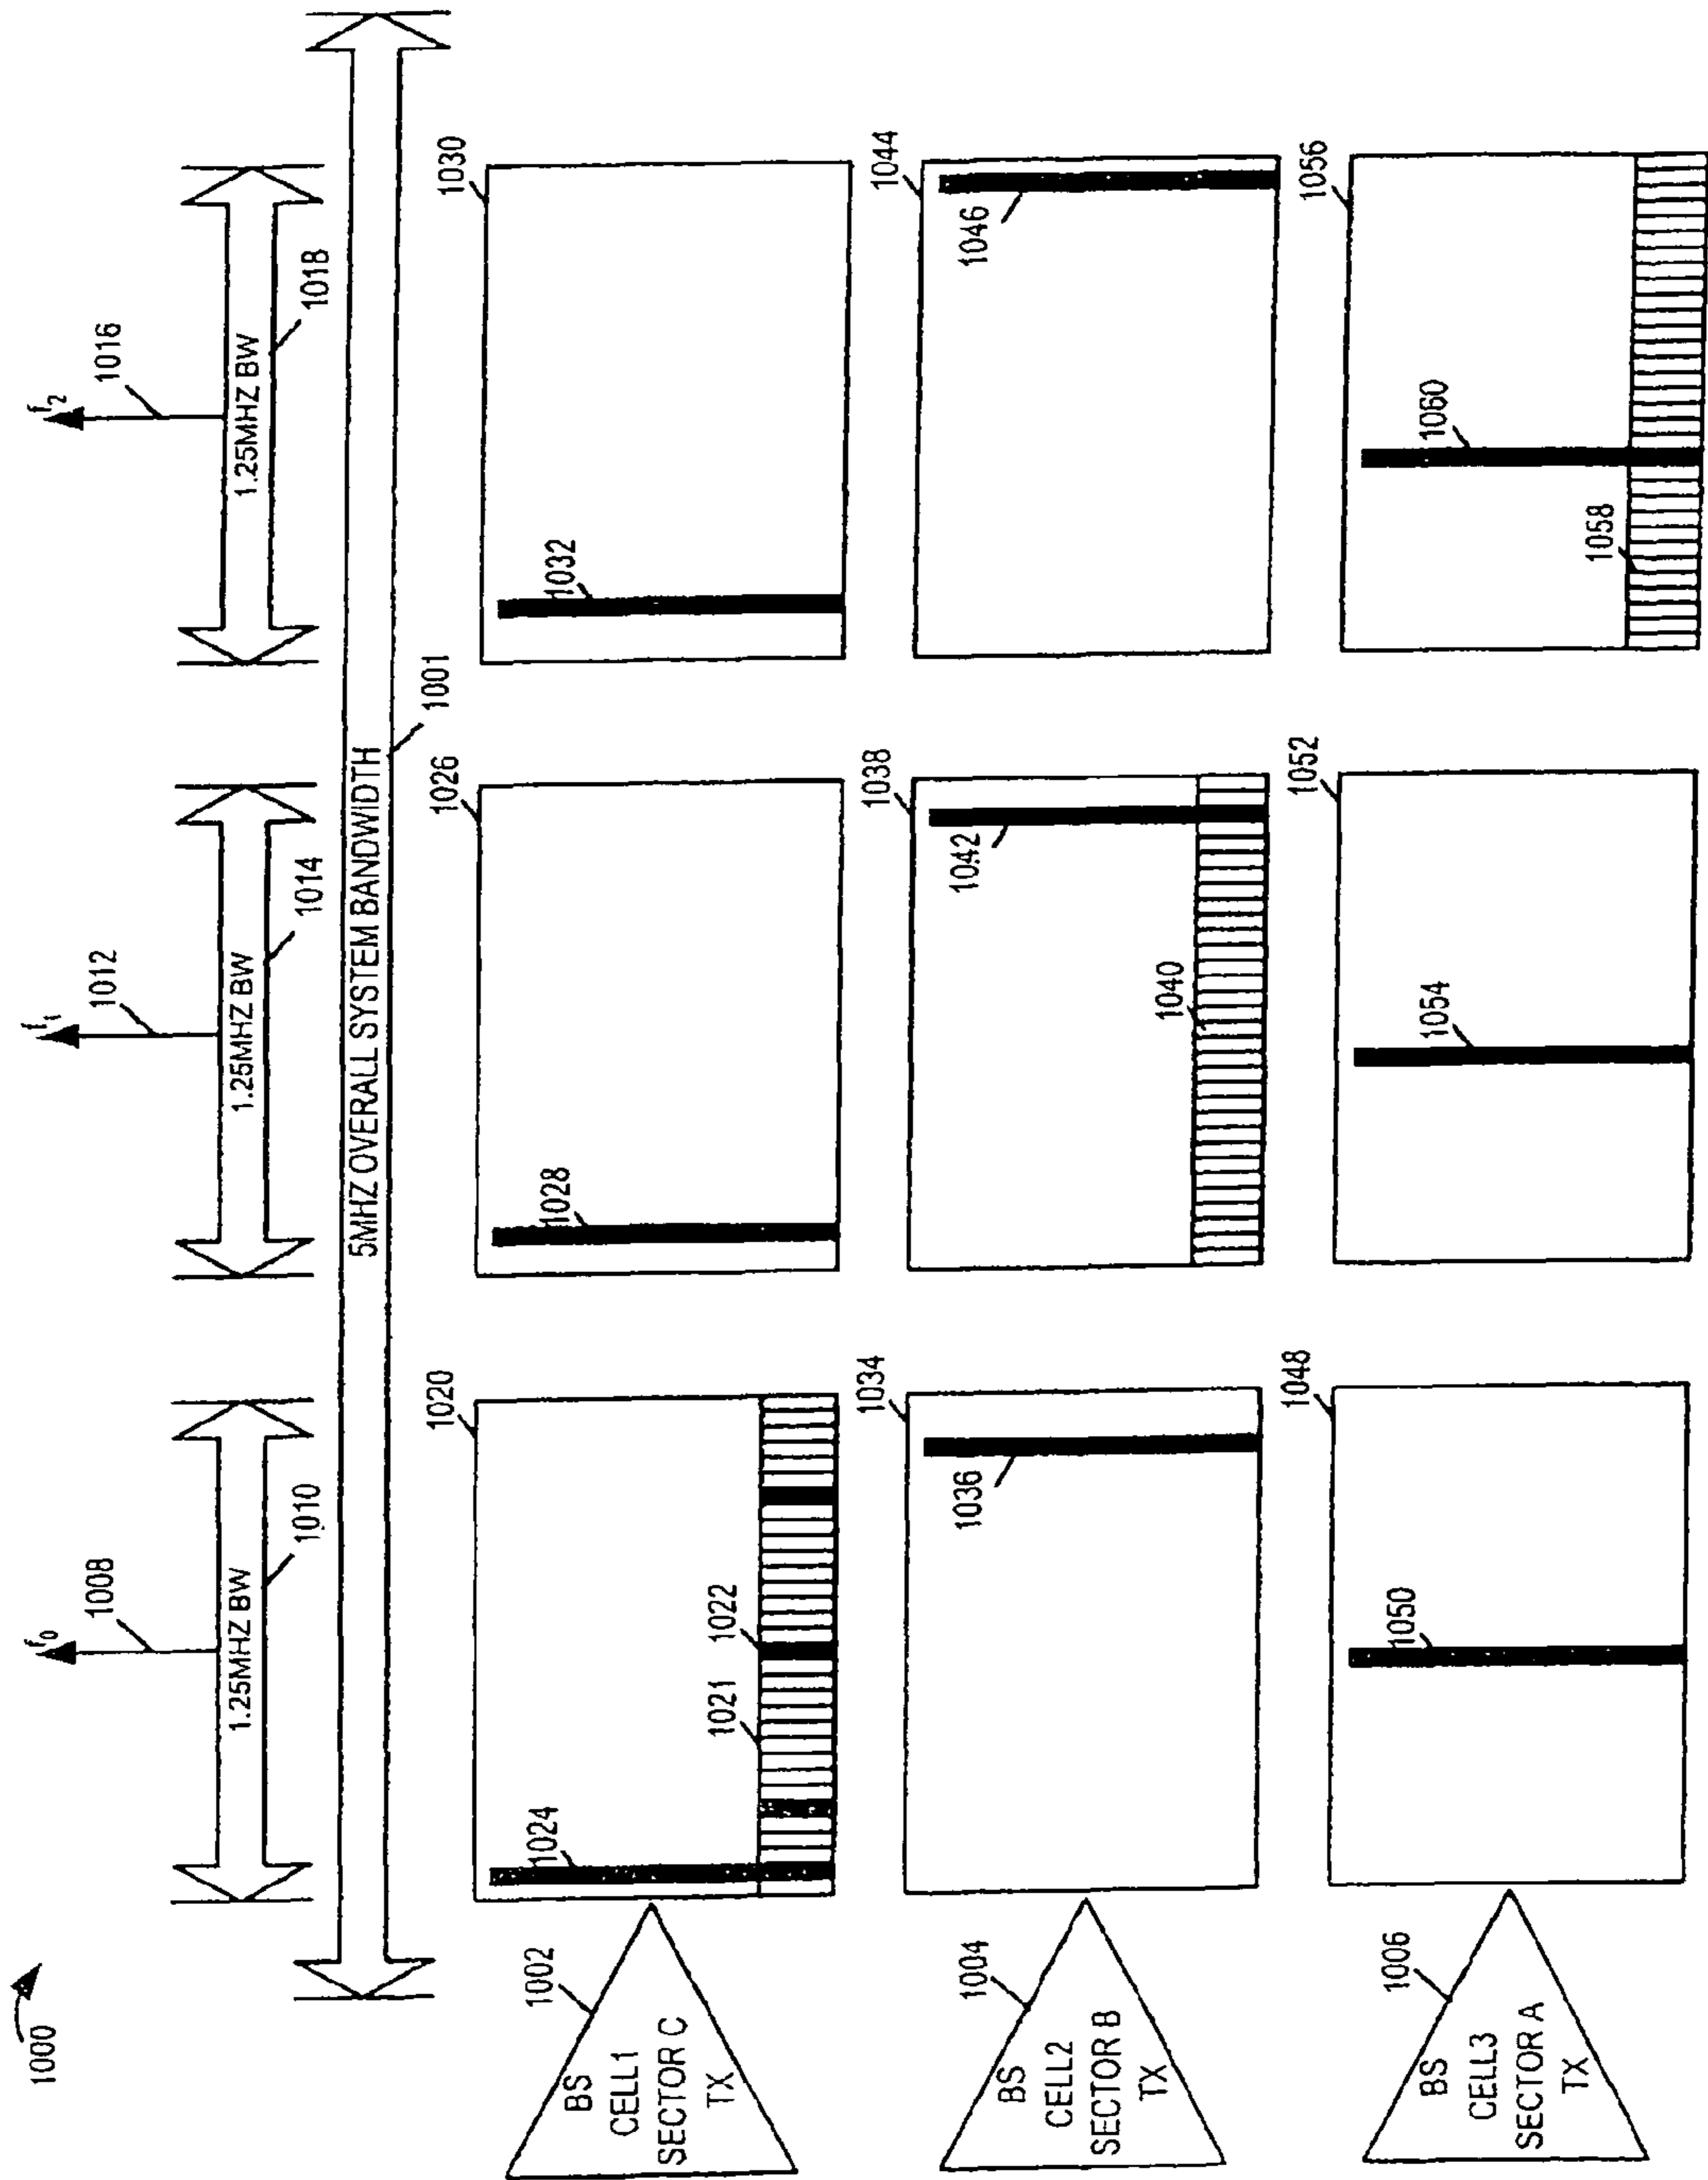 1000
f0
1008
f1
1012
f2
1016
1.25MHZ BW
1.25MHZ BW
1.25MHZ BW
1010
1014
1018
5MHZ OVERALL SYSTEM BANDWIDTH
1001
1002
BS
CELL1
SECTOR C
TX
1020
1024
1021
1022
1026
1028
1030
1032
1004
BS
CELL2
SECTOR B
TX
1034
1036
1038
1042
1040
1044
1046
1006
BS
CELL3
SECTOR A
TX
1048
1050
1052
1054
1056
1060
1058